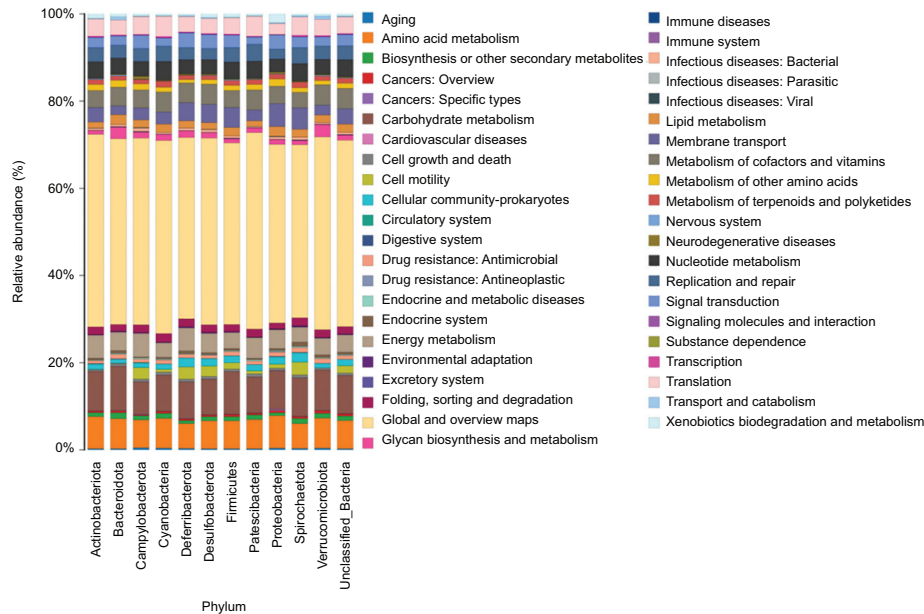 100%
80%
60%
40%
20%
0%
Relative abundance (%)
Actinobacteriota
Bacteroidota
Campylobacterota
Cyanobacteria
Deferribacterota
Desulfobacterota
Firmicutes
Patescibacteria
Proteobacteria
Spirochaetota
Verrucomicrobiota
Unclassified_Bacteria
Phylum
Aging
Amino acid metabolism
Biosynthesis or other secondary metabolites
Cancers: Overview
Cancers: Specific types
Carbohydrate metabolism
Cardiovascular diseases
Cell growth and death
Cell motility
Cellular community-prokaryotes
Circulatory system
Digestive system
Drug resistance: Antimicrobial
Drug resistance: Antineoplastic
Endocrine and metabolic diseases
Endocrine system
Energy metabolism
Environmental adaptation
Excretory system
Folding, sorting and degradation
Global and overview maps
Glycan biosynthesis and metabolism
Immune diseases
Immune system
Infectious diseases: Bacterial
Infectious diseases: Parasitic
Infectious diseases: Viral
Lipid metabolism
Membrane transport
Metabolism of cofactors and vitamins
Metabolism of other amino acids
Metabolism of terpenoids and polyketides
Nervous system
Neurodegenerative diseases
Nucleotide metabolism
Replication and repair
Signal transduction
Signaling molecules and interaction
Substance dependence
Transcription
Translation
Transport and catabolism
Xenobiotics biodegradation and metabolism